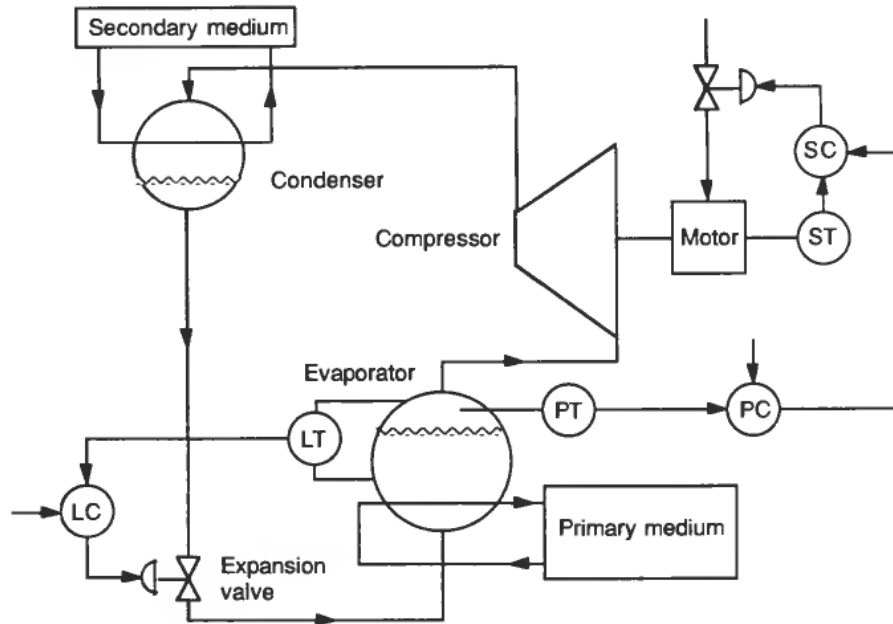 Secondary medium
SC
Condenser
Compressor
Motor
ST
Evaporator
PT
PC
LT
LC
Primary medium
Expansion
valve